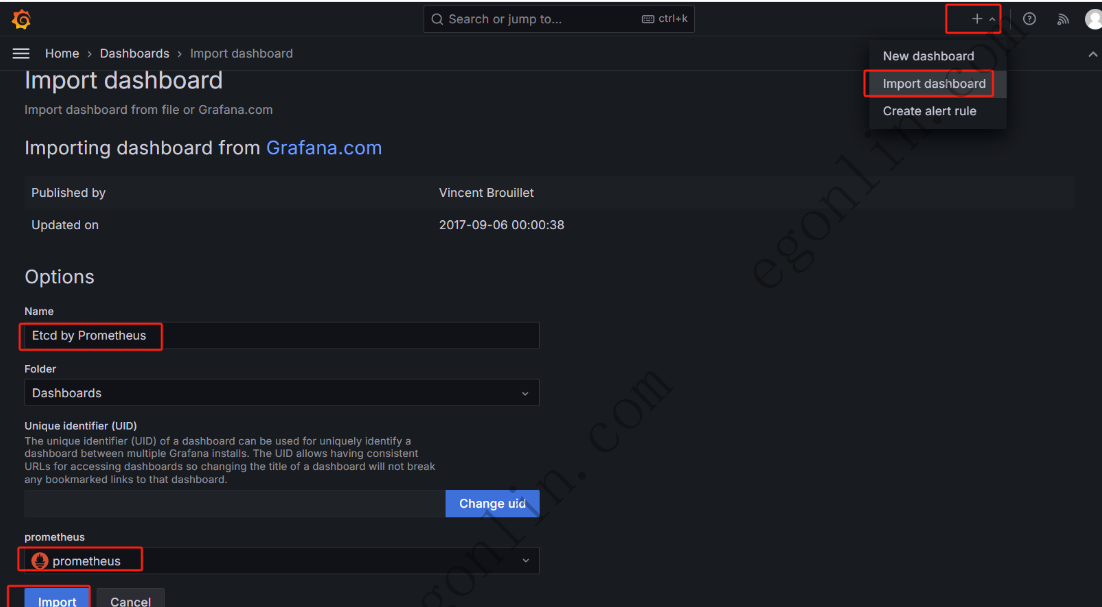 Search or jump to...
ctrl+k
Home › Dashboards › Import dashboard
New dashboard
Import dashboard
Create alert rule
Import dashboard
Import dashboard from file or Grafana.com
Importing dashboard from Grafana.com
Published by
Vincent Brouillet
Updated on
2017-09-06 00:00:38
Options
Name
Etcd by Prometheus
Folder
Dashboards
Unique identifier (UID)
The unique identifier (UID) of a dashboard can be used for uniquely identify a
dashboard between multiple Grafana installs. The UID allows having consistent
URLs for accessing dashboards so changing the title of a dashboard will not break
any bookmarked links to that dashboard.
Change uid
prometheus
prometheus
Import
Cancel
egonlin.com
egonlin.com